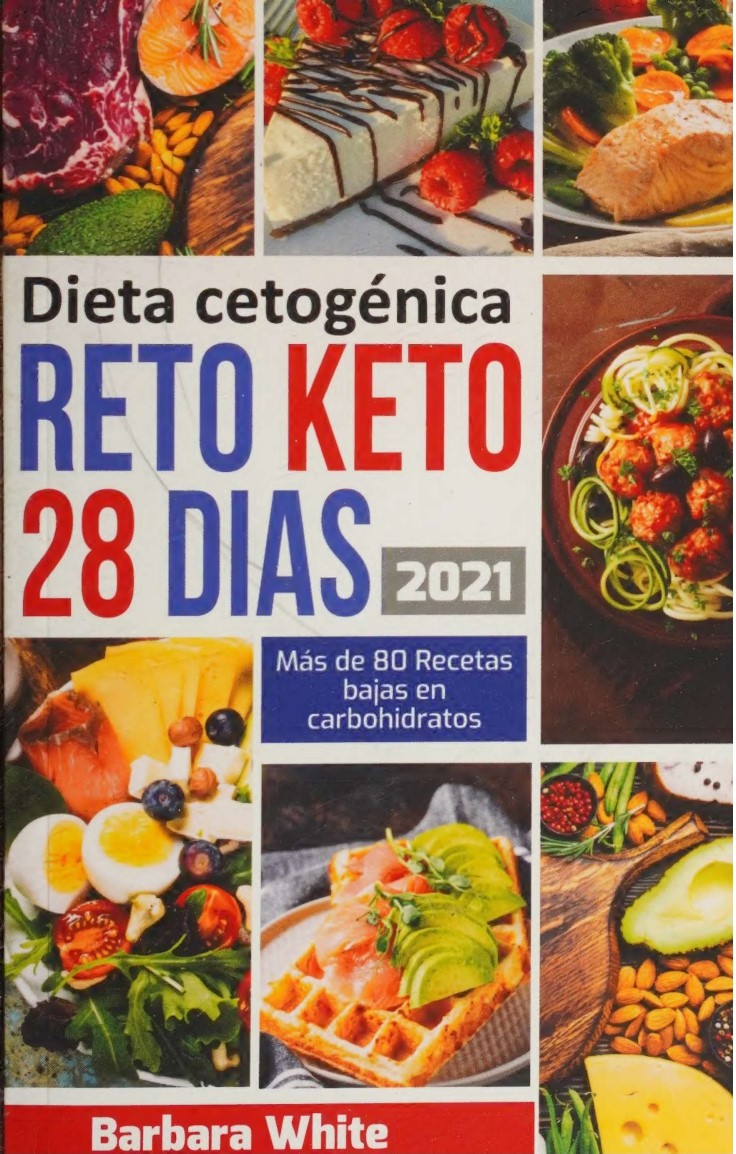 Dieta cetogénica
RETO KETO
28 DIAS
2021
Más de 80 Recetas
bajas en
carbohidratos
Barbara White